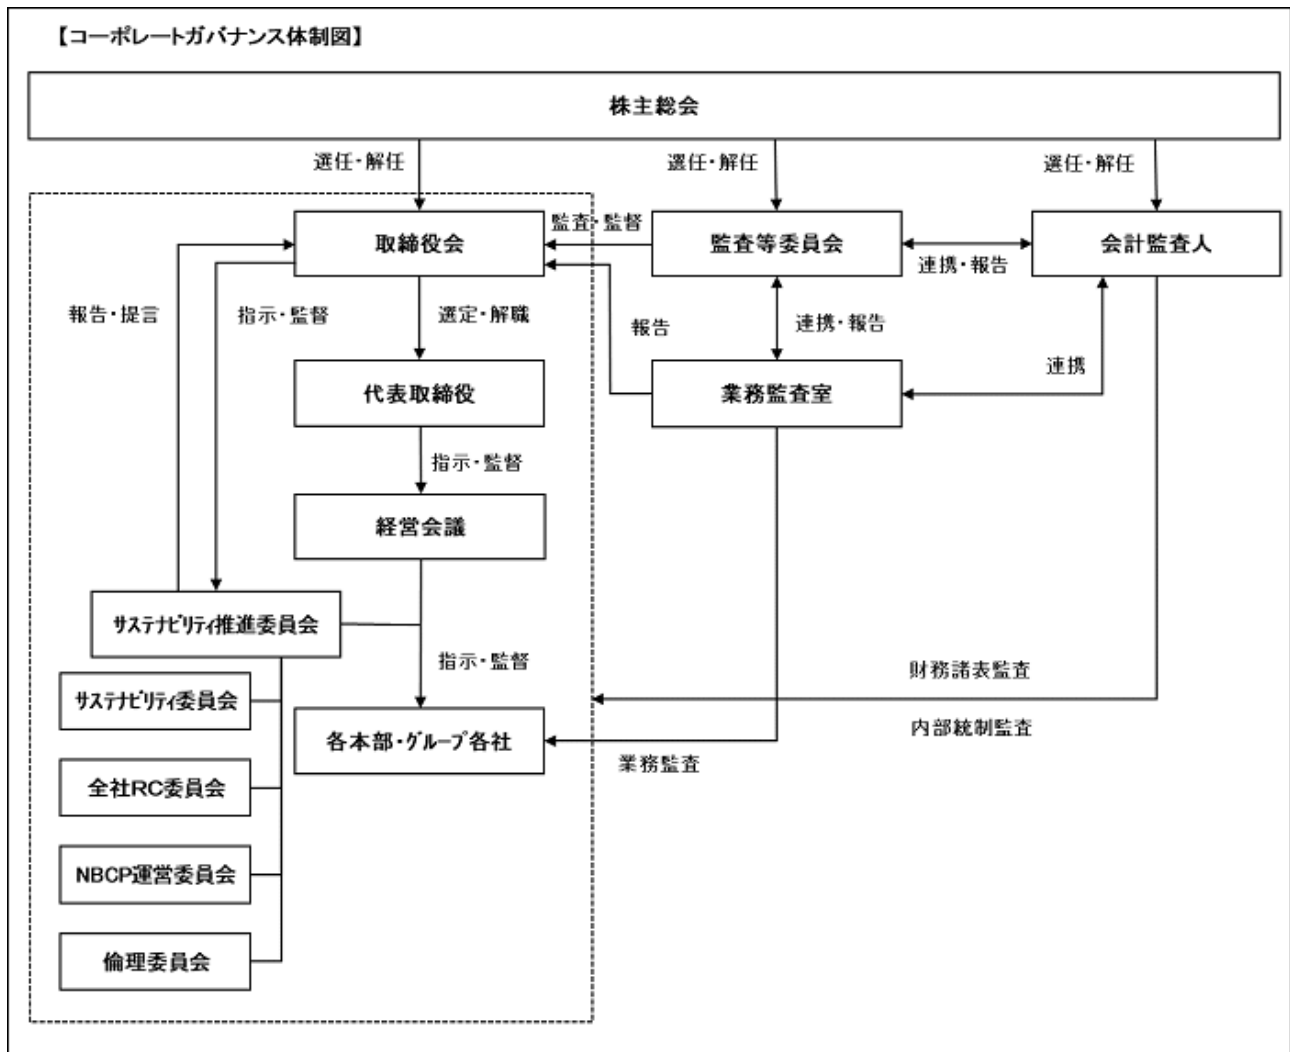 【コーポレートガバナンス体制図】
株主総会
選任・解任
選任・解任
選任・解任
取締役会
監査・監督
監査等委員会
連携・報告
会計監査人
報告・提言
指示・監督
選定・解職
報告
連携・報告
連携
代表取締役
業務監査室
指示・監督
経営会議
サステナビリティ推進委員会
指示・監督
財務諸表監査
内部統制監査
サステナビリティ委員会
各本部・グループ各社
業務監査
全社RC委員会
NBCP運営委員会
倫理委員会